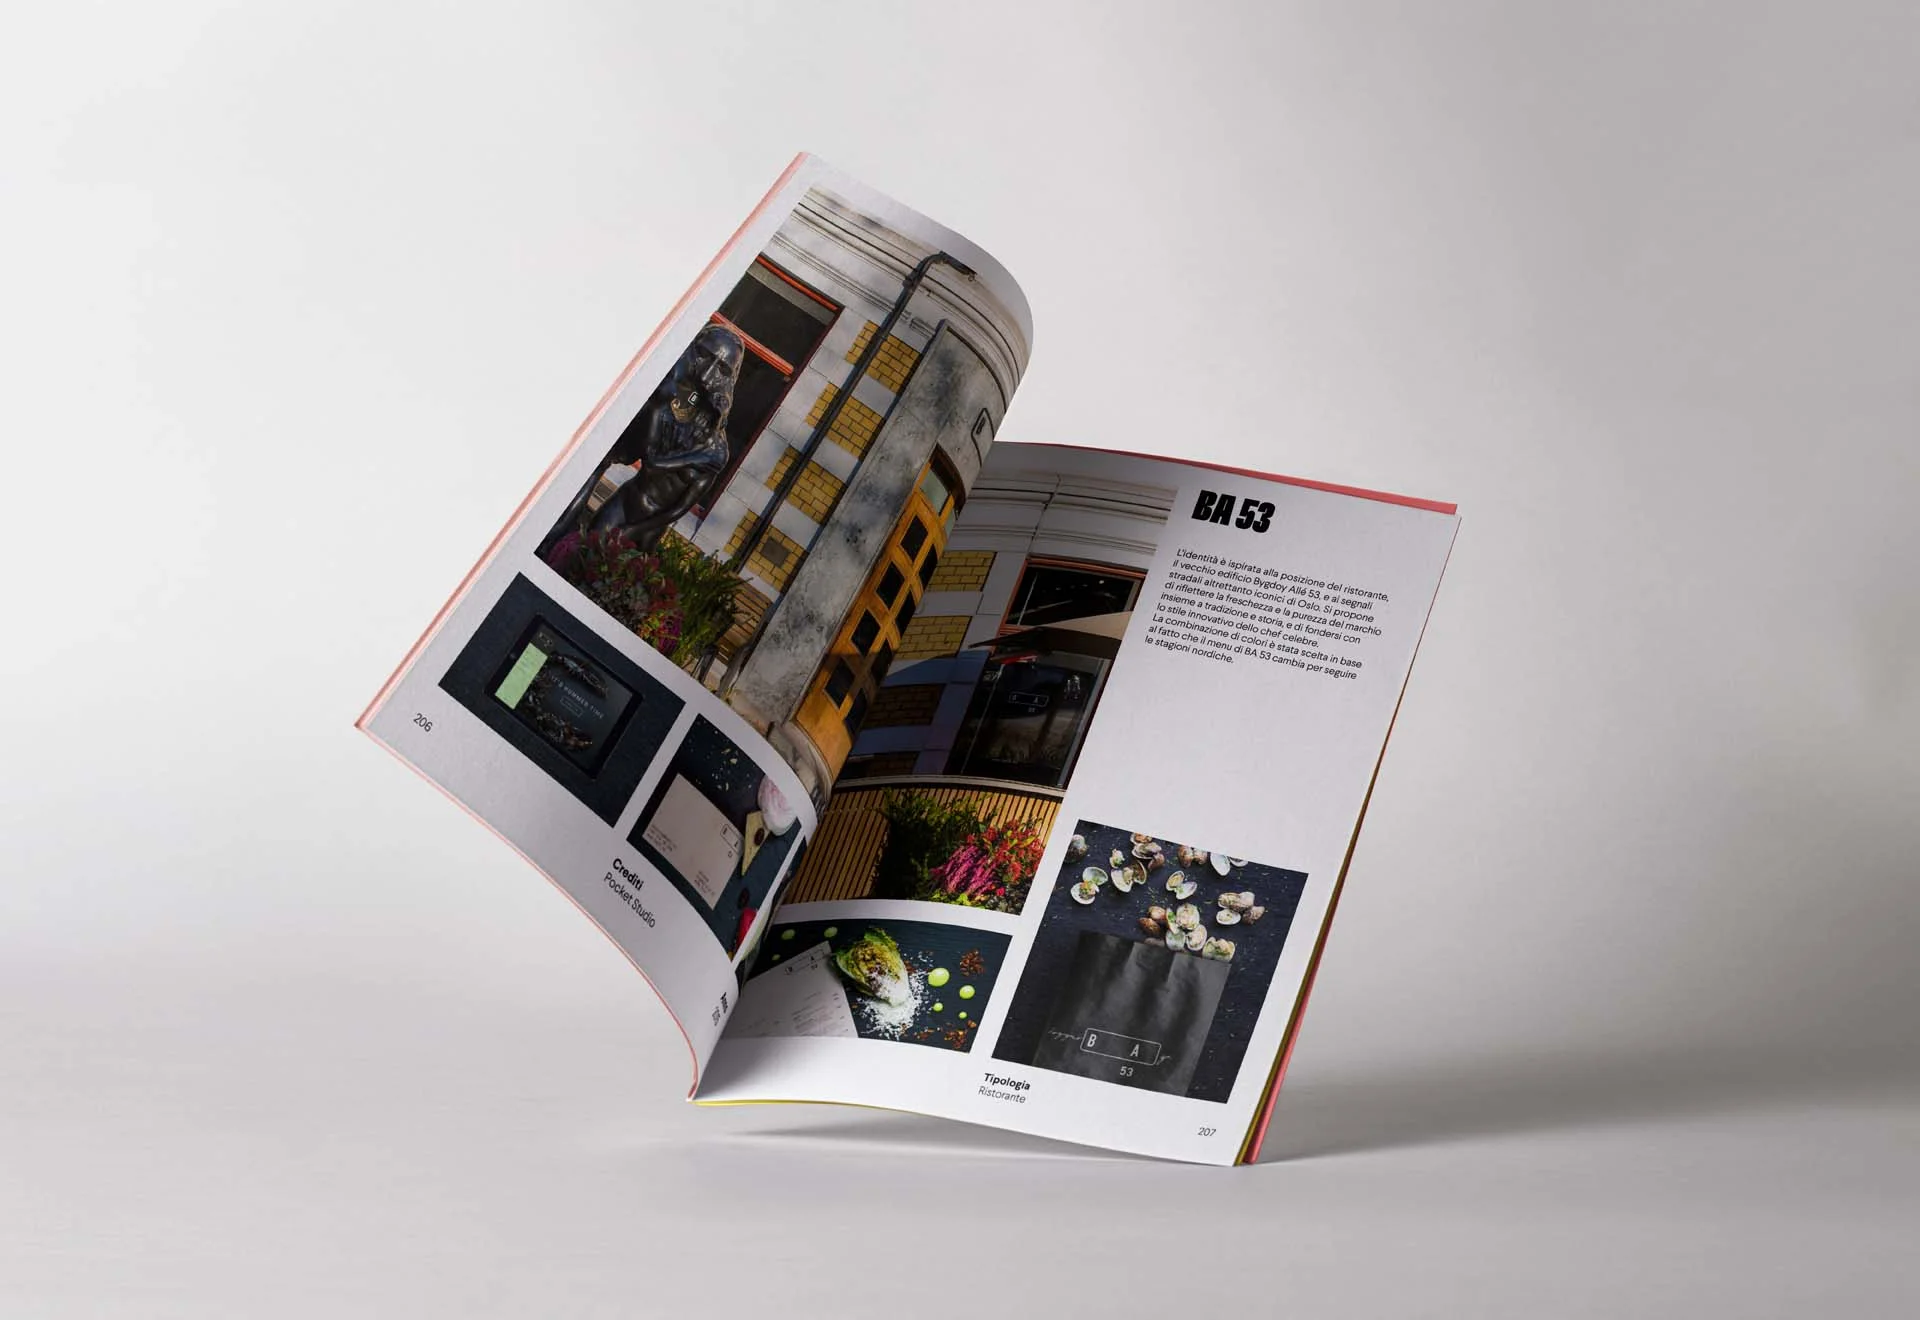 206
Crediti
Pocket Studio
IT'S SUMMER TIME
B A
53
BA 53
L'identità è ispirata alla posizione del ristorante,
il vecchio edificio Bygdoy Allé 53, e ai segnali
stradali altrettanto iconici di Oslo. Si propone
di riflettere la freschezza e la purezza del marchio
insieme a tradizione e storia, e di fondersi con
lo stile innovativo dello chef celebre.
La combinazione di colori è stata scelta in base
al fatto che il menu di BA 53 cambia per seguire
le stagioni nordiche.
B A
53
B A
53
B A
53
Tipologia
Ristorante
207